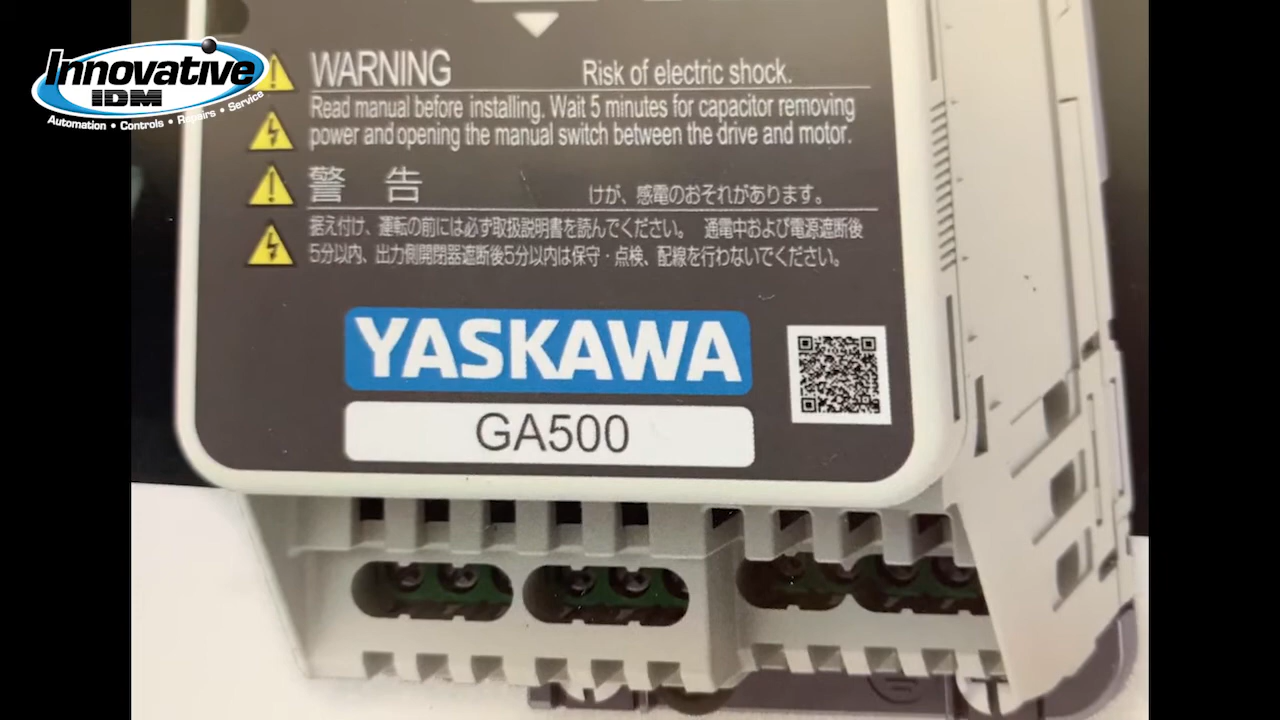 Innovative
IDM
Automation • Controls • Repairs • Service
WARNING Risk of electric shock.
Read manual before installing. Wait 5 minutes for capacitor removing
power and opening the manual switch between the drive and motor.
警 告 けが、感電のおそれがあります。
据え付け、運転の前には必ず取扱説明書を読んでください。 通電中および電源遮断後
5分以内、出力側開閉器遮断後5分以内は保守・点検、配線を行わないでください。
YASKAWA
GA500